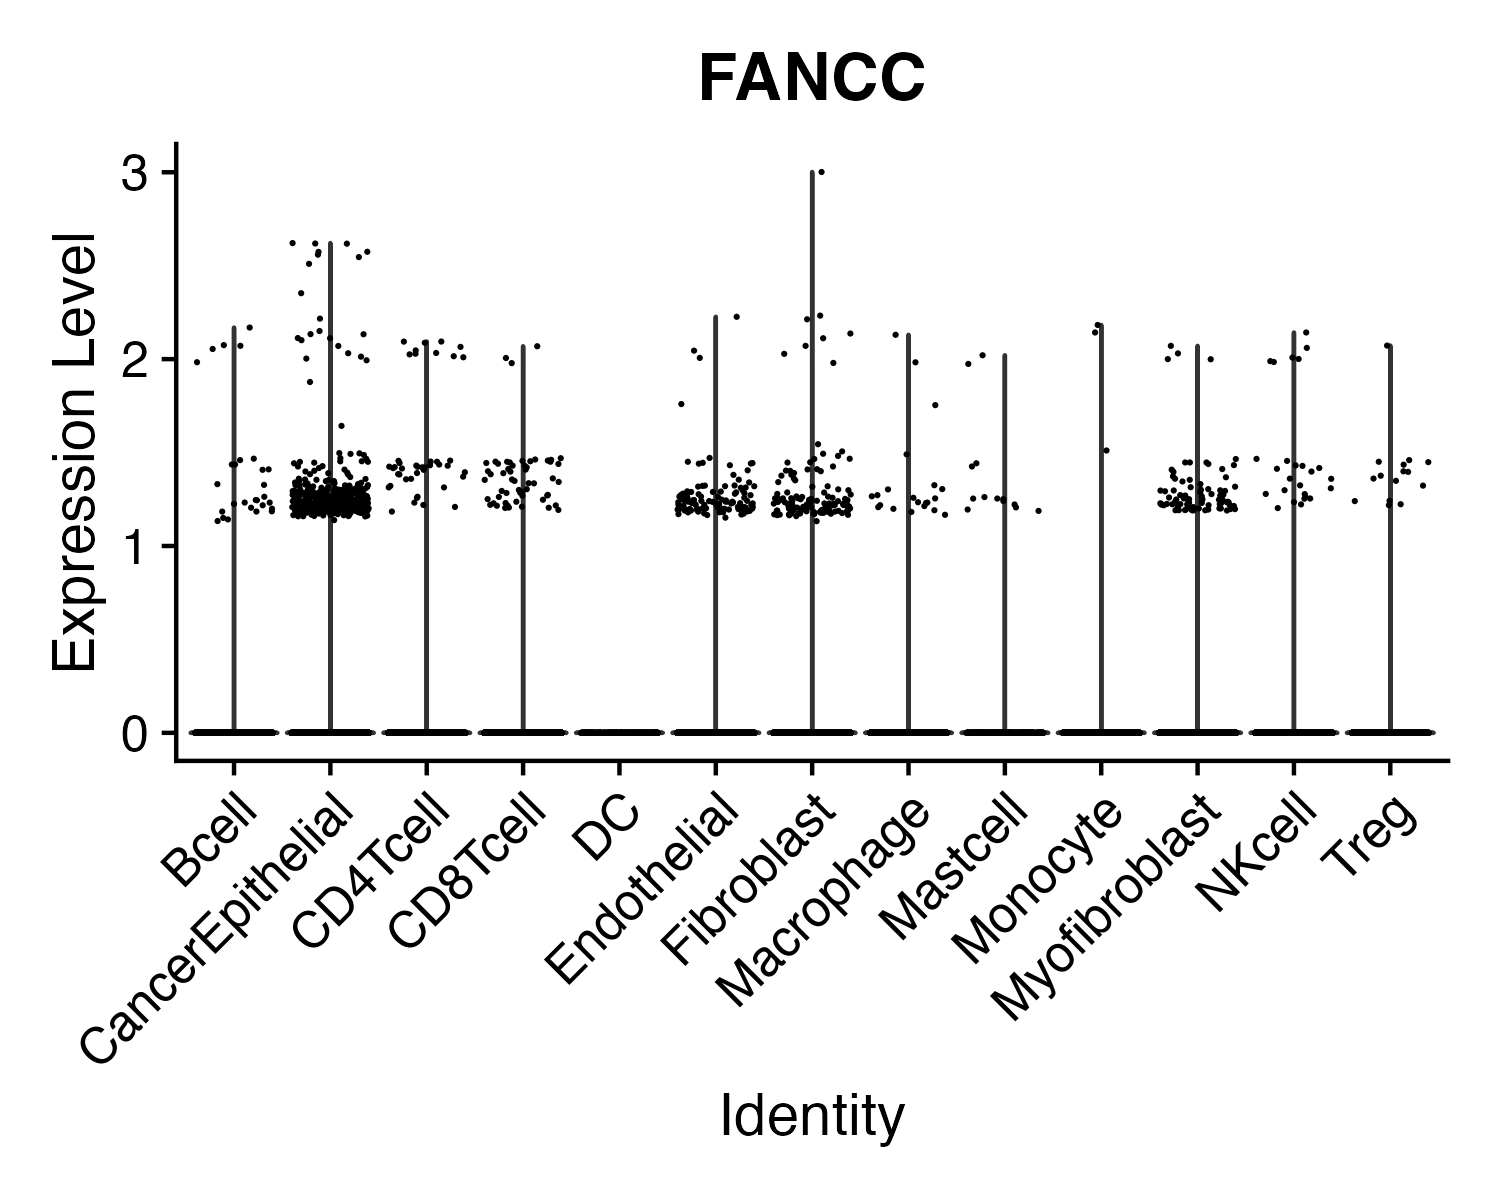 FANCC
Expression Level
3
2
1
0
Bcell
CancerEpithelial
CD4Tcell
CD8Tcell
DC
Endothelial
Fibroblast
Macrophage
Mastcell
Monocyte
Myofibroblast
NKcell
Treg
Identity